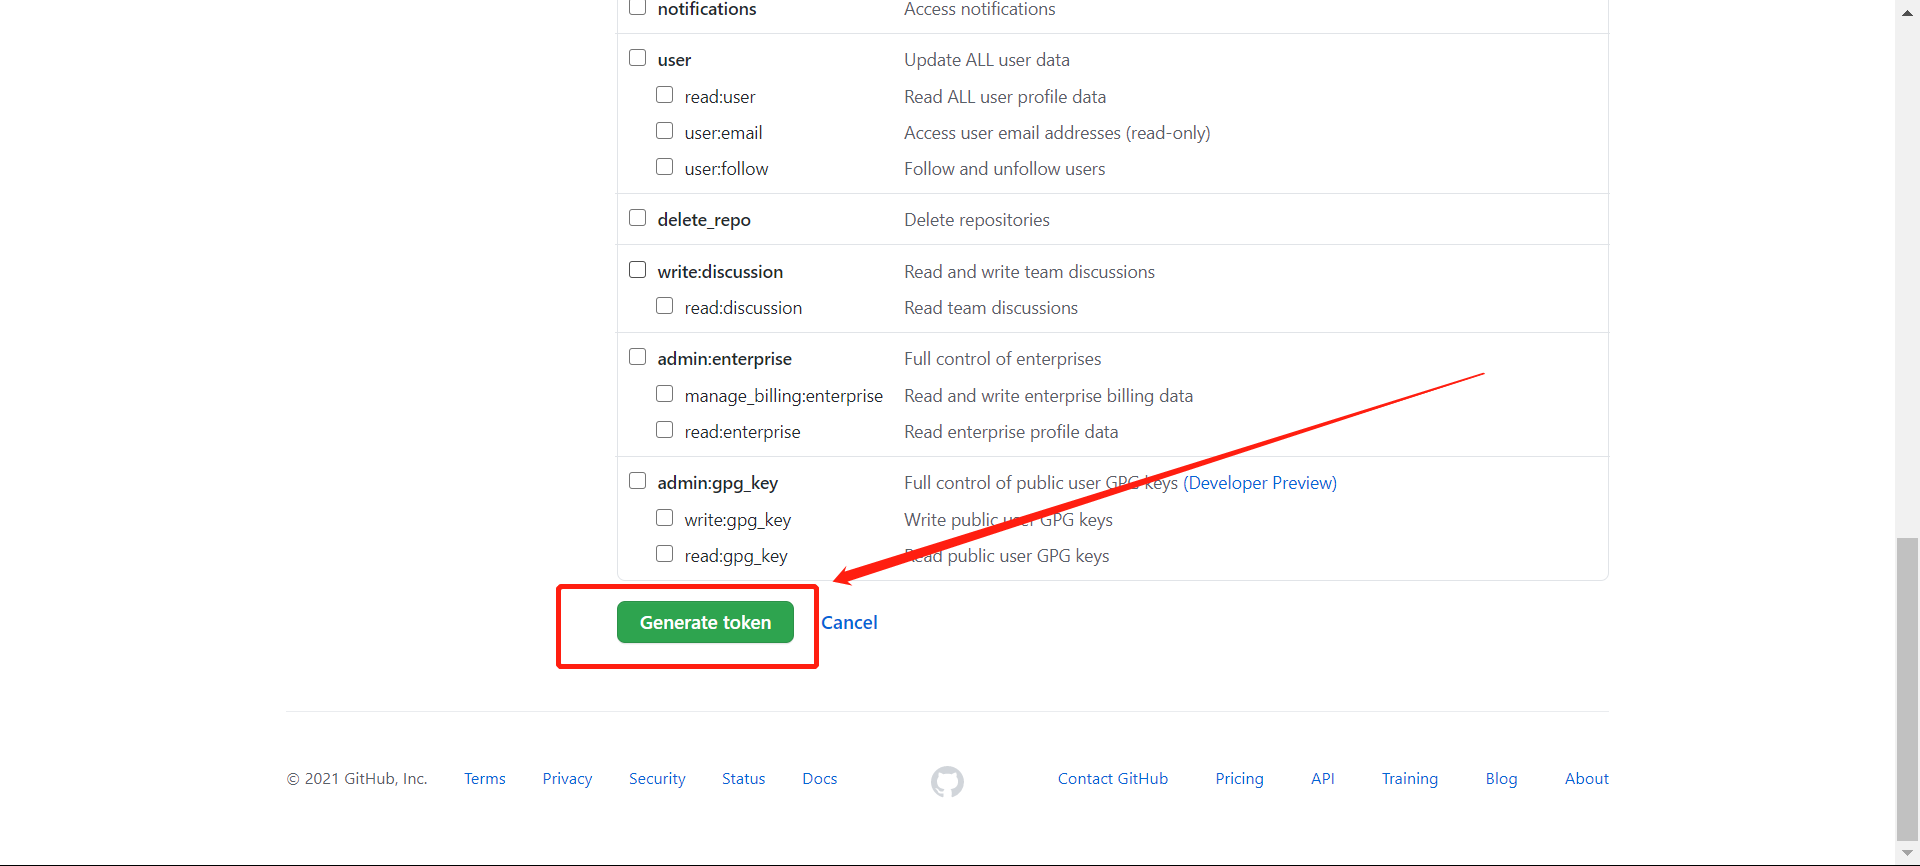 notifications Access notifications
user Update ALL user data
read:user Read ALL user profile data
user:email Access user email addresses (read-only)
user:follow Follow and unfollow users
delete_repo Delete repositories
write:discussion Read and write team discussions
read:discussion Read team discussions
admin:enterprise Full control of enterprises
manage_billing:enterprise Read and write enterprise billing data
read:enterprise Read enterprise profile data
admin:gpg_key Full control of public user GPG keys (Developer Preview)
write:gpg_key Write public user GPG keys
read:gpg_key Read public user GPG keys
Generate token Cancel
© 2021 GitHub, Inc. Terms Privacy Security Status Docs Contact GitHub Pricing API Training Blog About